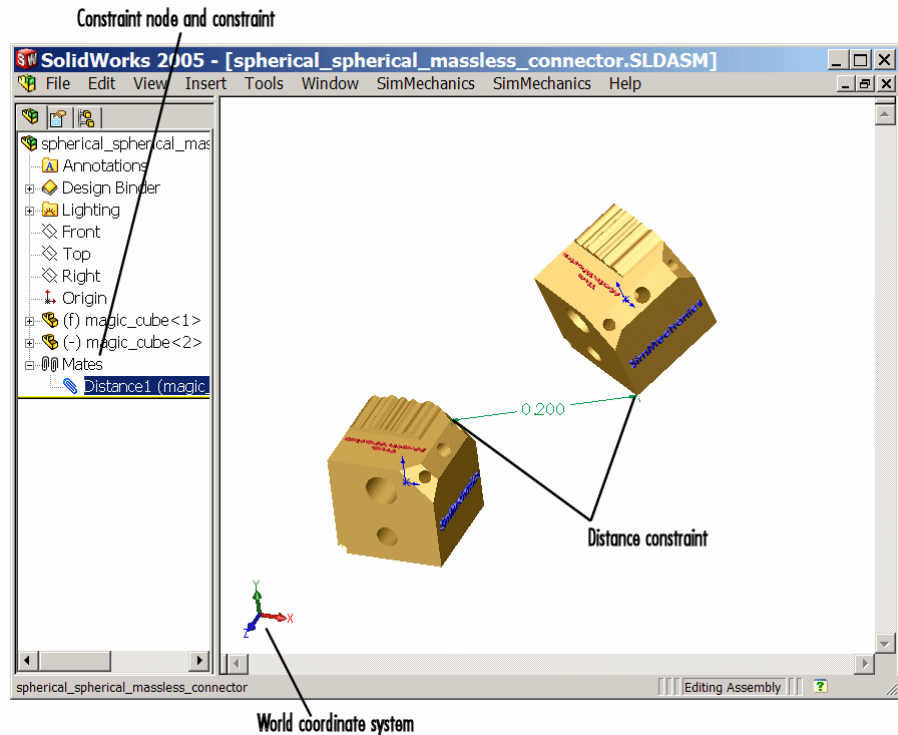 Constraint node and constraint
SolidWorks 2005 - [spherical_spherical_massless_connector.SLDASM]
File Edit View Insert Tools Window SimMechanics SimMechanics Help
spherical_spherical_mas
A Annotations
Design Binder
Lighting
Front
Top
Right
Origin
(f) magic_cube<1>
(-) magic_cube<2>
Mates
Distance1 (magic_
SimMechanics
0.200
Distance constraint
Y
X
Z
spherical_spherical_massless_connector
Editing Assembly
?
World coordinate system